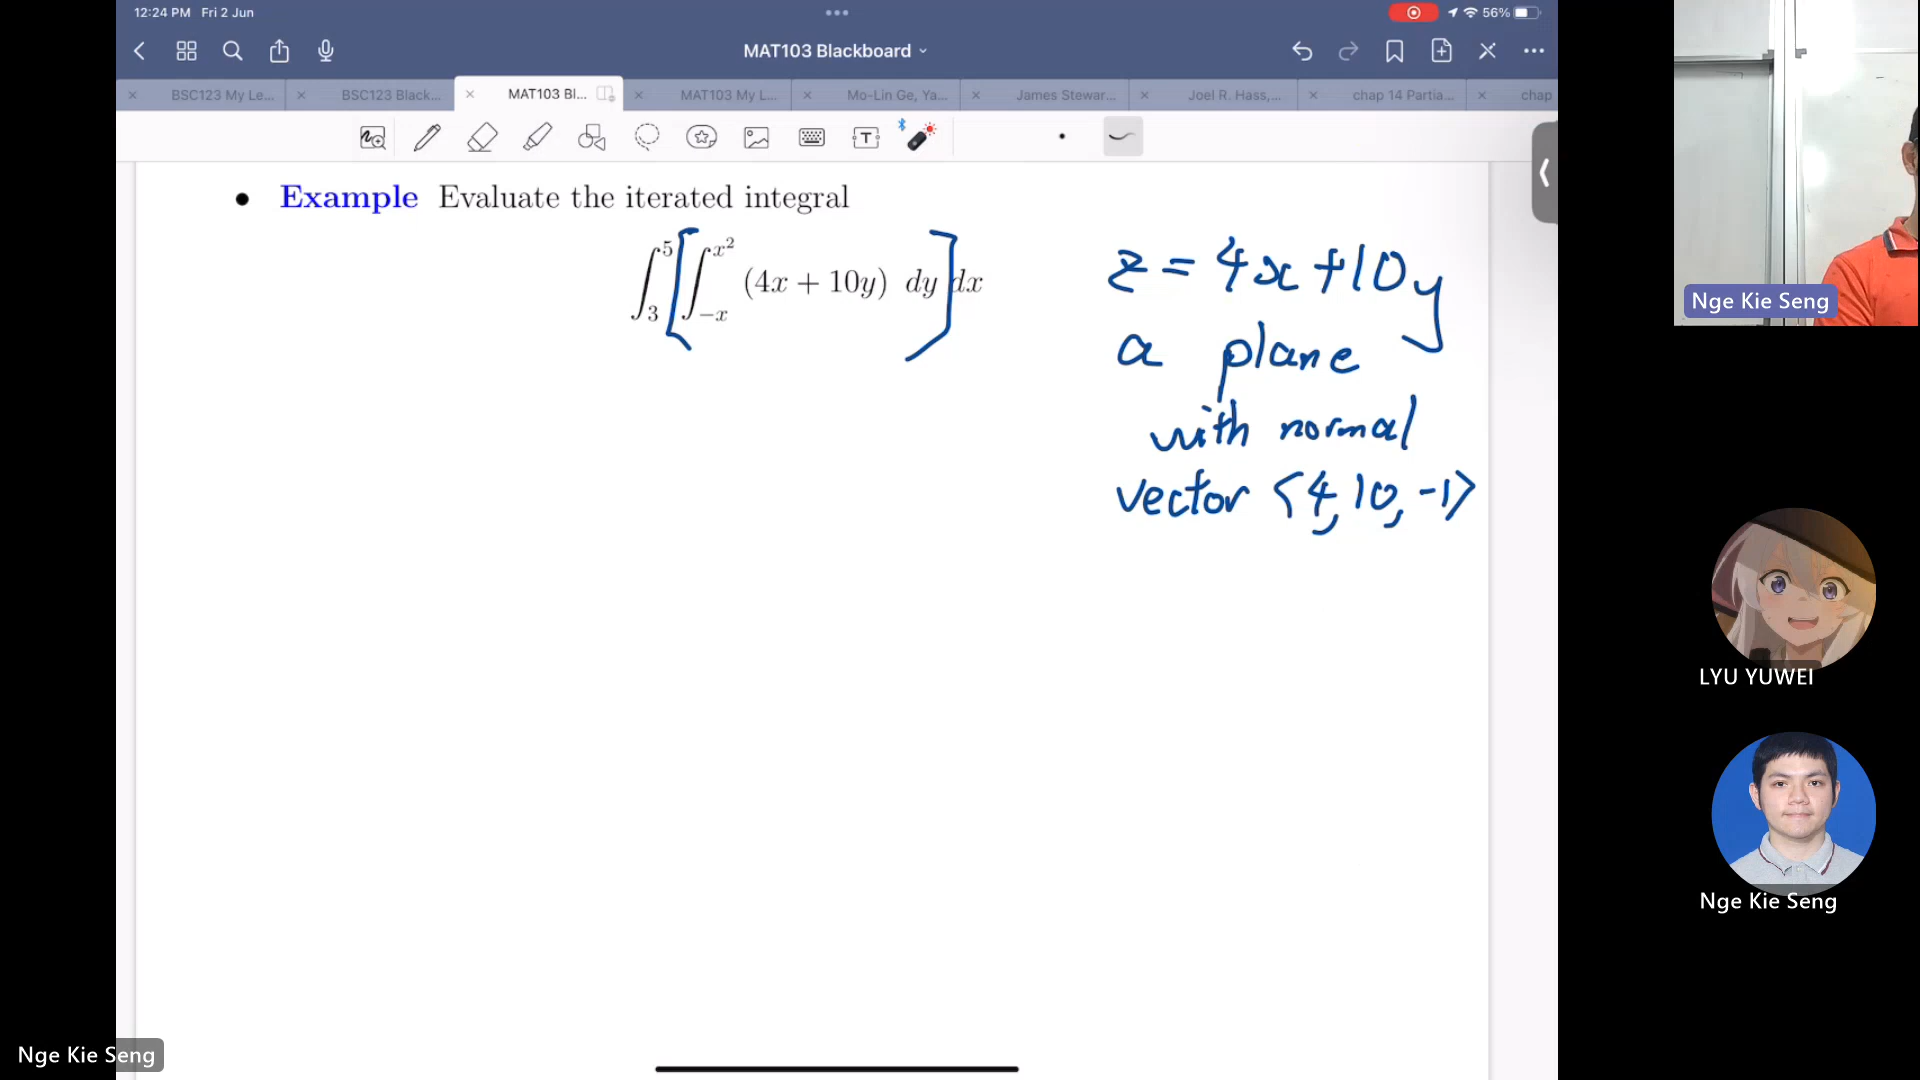 12:24 PM Fri 2 Jun
56%
MAT103 Blackboard
BSC123 My Le...
BSC123 Black...
MAT103 Bl...
MAT103 My L...
Mo-Lin Ge, Ya...
James Stewar...
Joel R. Hass,...
chap 14 Partia...
chap
• Example Evaluate the iterated integral
∫₃⁵ [∫₋ₓ^{x²} (4x + 10y) dy] dx
z = 4x + 10y
a plane
with normal
vector ⟨4, 10, -1⟩
Nge Kie Seng
LYU YUWEI
Nge Kie Seng
Nge Kie Seng